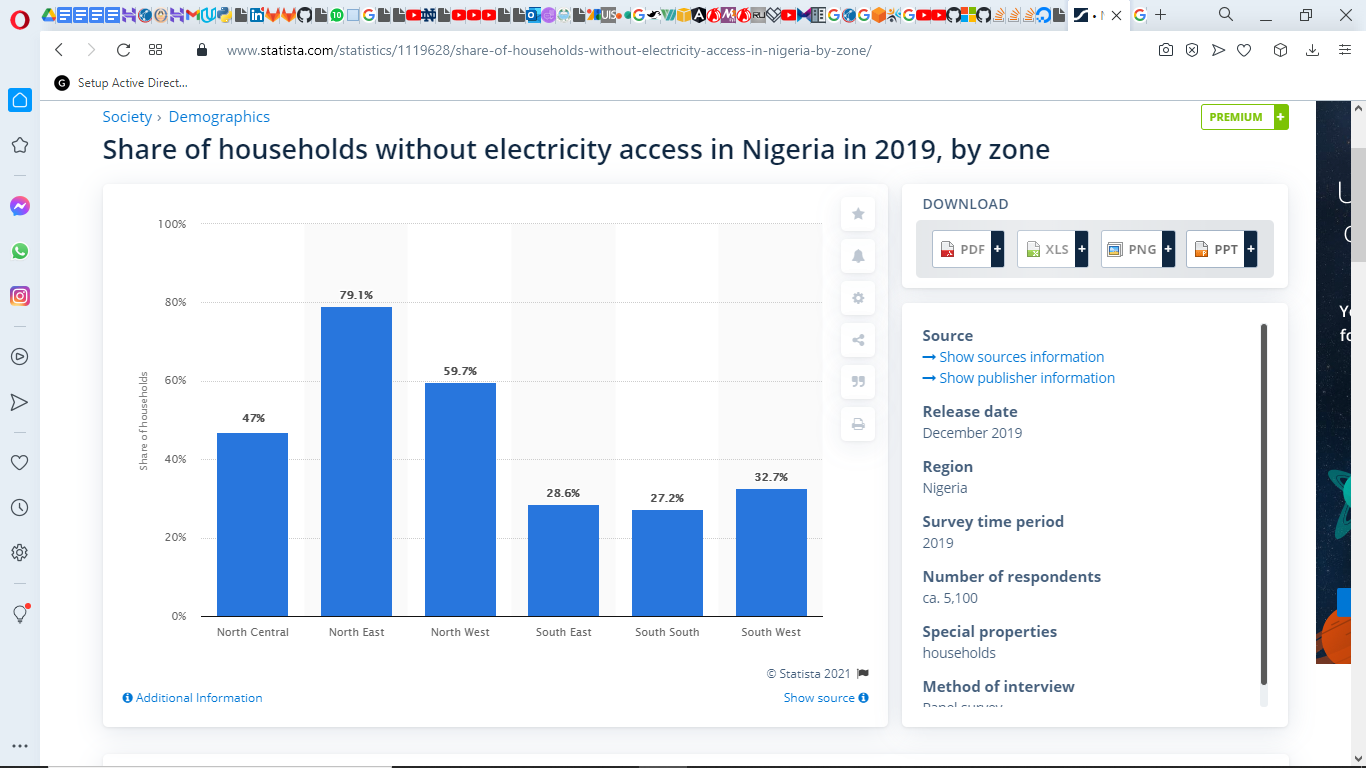 www.statista.com/statistics/1119628/share-of-households-without-electricity-access-in-nigeria-by-zone/
Setup Active Direct...
Society › Demographics
PREMIUM +
Share of households without electricity access in Nigeria in 2019, by zone
100%
80%
60%
40%
20%
0%
Share of households
47%
79.1%
59.7%
28.6%
27.2%
32.7%
North Central
North East
North West
South East
South South
South West
© Statista 2021
Additional Information
Show source
DOWNLOAD
PDF +
XLS +
PNG +
PPT +
Source
Show sources information
Show publisher information
Release date
December 2019
Region
Nigeria
Survey time period
2019
Number of respondents
ca. 5,100
Special properties
households
Method of interview
Panel survey